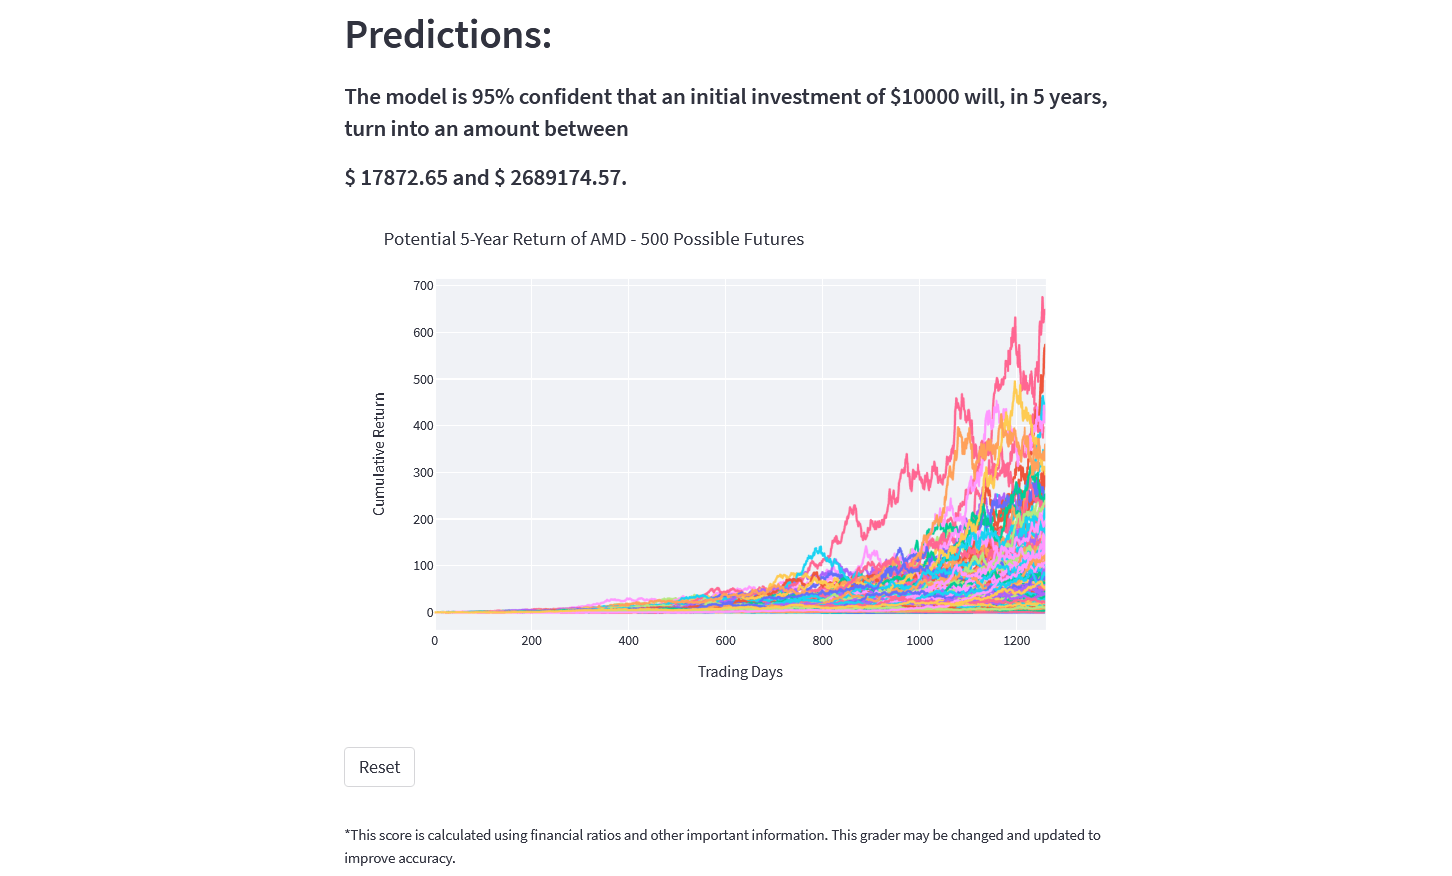 Predictions:
The model is 95% confident that an initial investment of $10000 will, in 5 years,
turn into an amount between
$ 17872.65 and $ 2689174.57.
Potential 5-Year Return of AMD - 500 Possible Futures
700
600
500
400
300
200
100
0
Cumulative Return
0 200 400 600 800 1000 1200
Trading Days
Reset
*This score is calculated using financial ratios and other important information. This grader may be changed and updated to
improve accuracy.